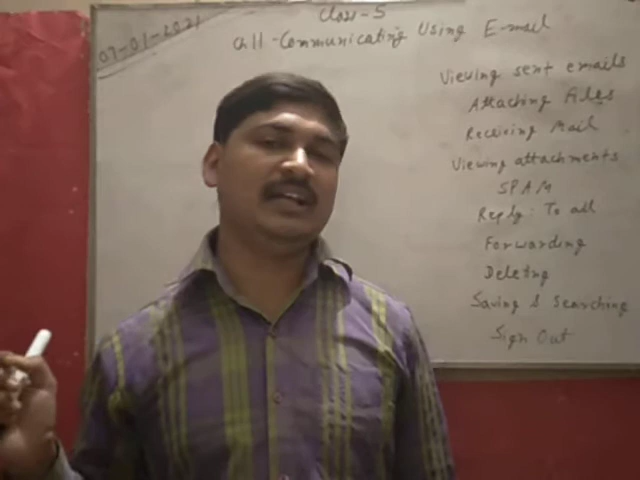 07-01-2021
Class-5
Ch 11-Communicating Using E-mail
Viewing sent emails
Attaching Files
Receiving Mail
Viewing attachments
SPAM
Reply: To all
Forwarding
Deleting
Saving & Searching
Sign Out